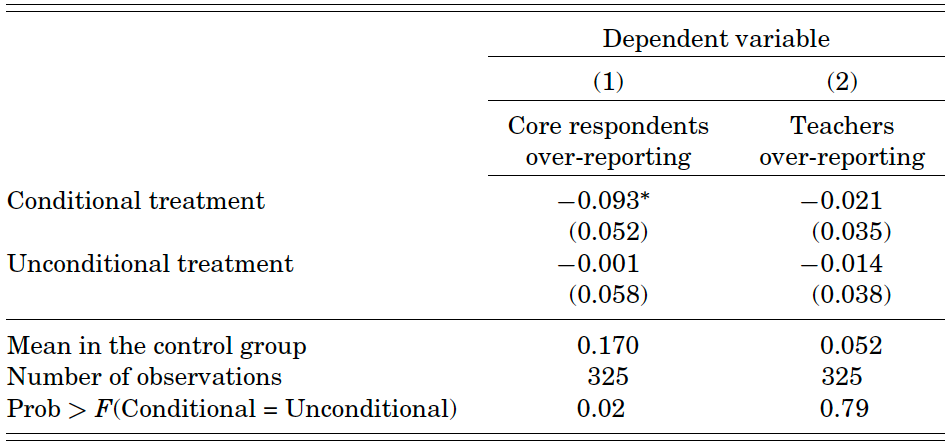 Dependent variable
(1) (2)
Core respondents Teachers
over-reporting over-reporting
Conditional treatment −0.093* −0.021
(0.052) (0.035)
Unconditional treatment −0.001 −0.014
(0.058) (0.038)
Mean in the control group 0.170 0.052
Number of observations 325 325
Prob > F(Conditional = Unconditional) 0.02 0.79